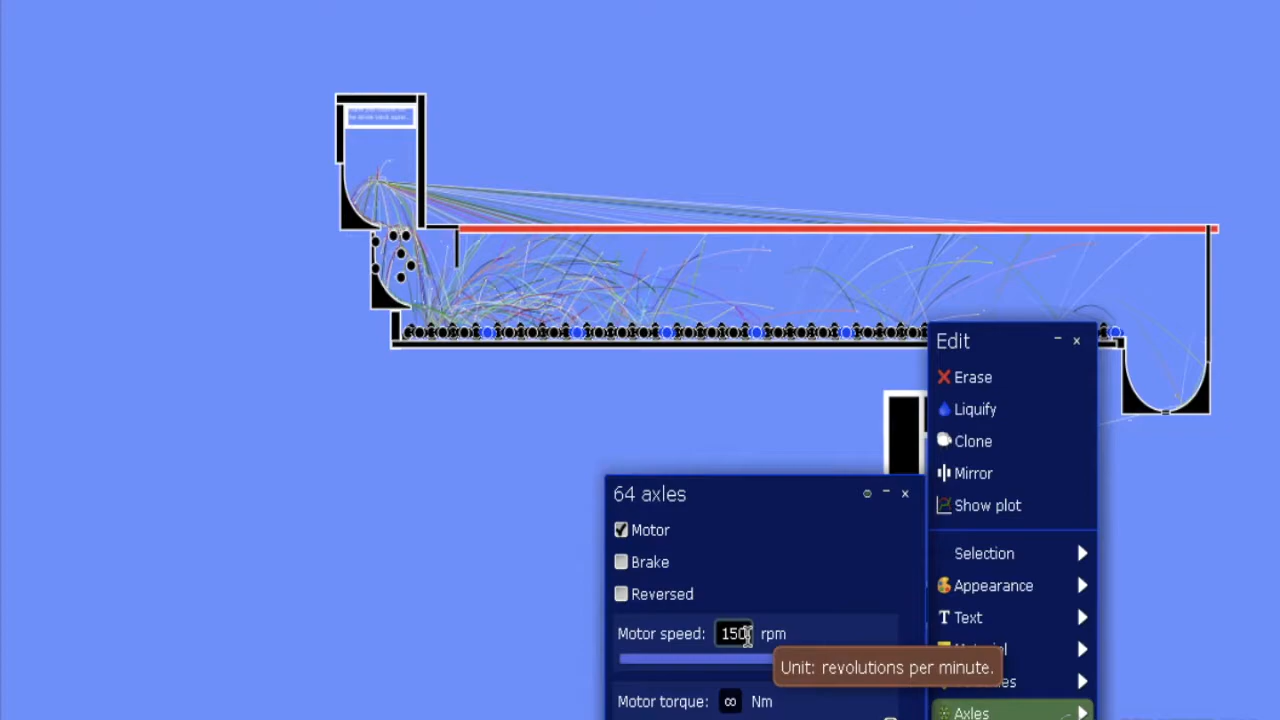 Edit
Erase
Liquify
Clone
Mirror
Show plot
64 axles
Motor
Brake
Reversed
Motor speed: 150 rpm
Motor torque: ∞ Nm
Selection
Appearance
Text
Unit: revolutions per minute.
Axles